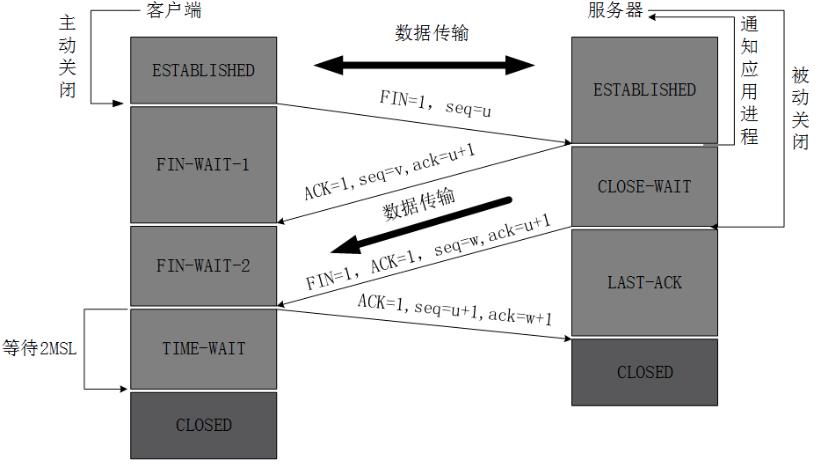 客户端
服务器
主动关闭
数据传输
通知应用进程
被动关闭
ESTABLISHED
ESTABLISHED
FIN=1, seq=u
FIN-WAIT-1
ACK=1,seq=v,ack=u+1
CLOSE-WAIT
数据传输
FIN-WAIT-2
FIN=1, ACK=1, seq=w,ack=u+1
LAST-ACK
ACK=1,seq=u+1,ack=w+1
等待2MSL
TIME-WAIT
CLOSED
CLOSED